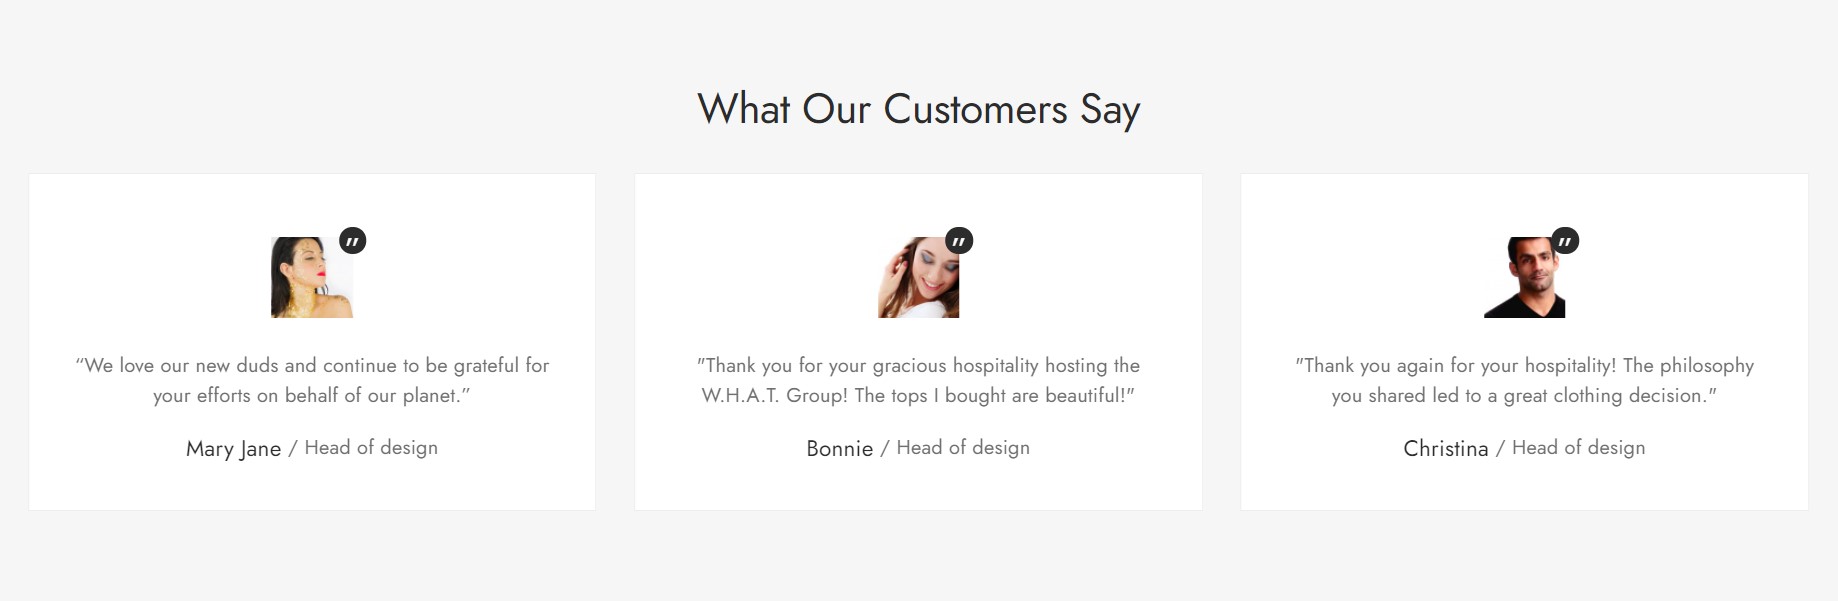 What Our Customers Say
“We love our new duds and continue to be grateful for
your efforts on behalf of our planet.”
Mary Jane / Head of design
"Thank you for your gracious hospitality hosting the
W.H.A.T. Group! The tops I bought are beautiful!"
Bonnie / Head of design
"Thank you again for your hospitality! The philosophy
you shared led to a great clothing decision."
Christina / Head of design